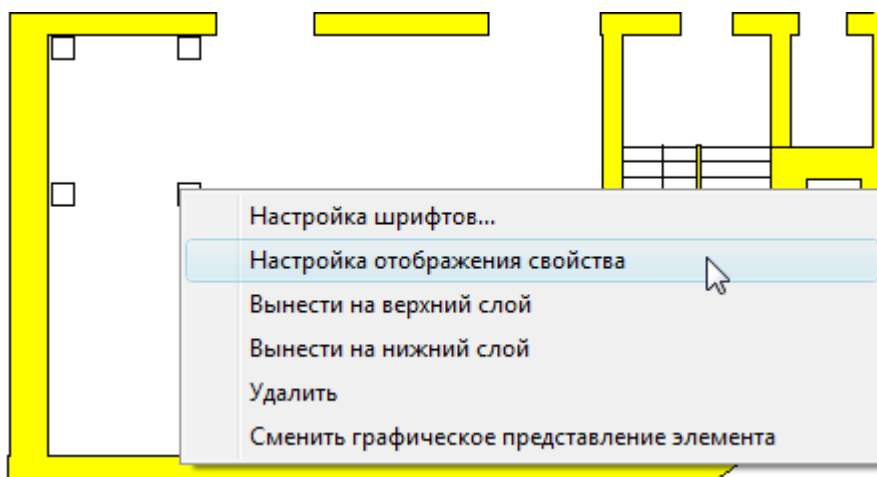 Настройка шрифтов...
Настройка отображения свойства
Вынести на верхний слой
Вынести на нижний слой
Удалить
Сменить графическое представление элемента